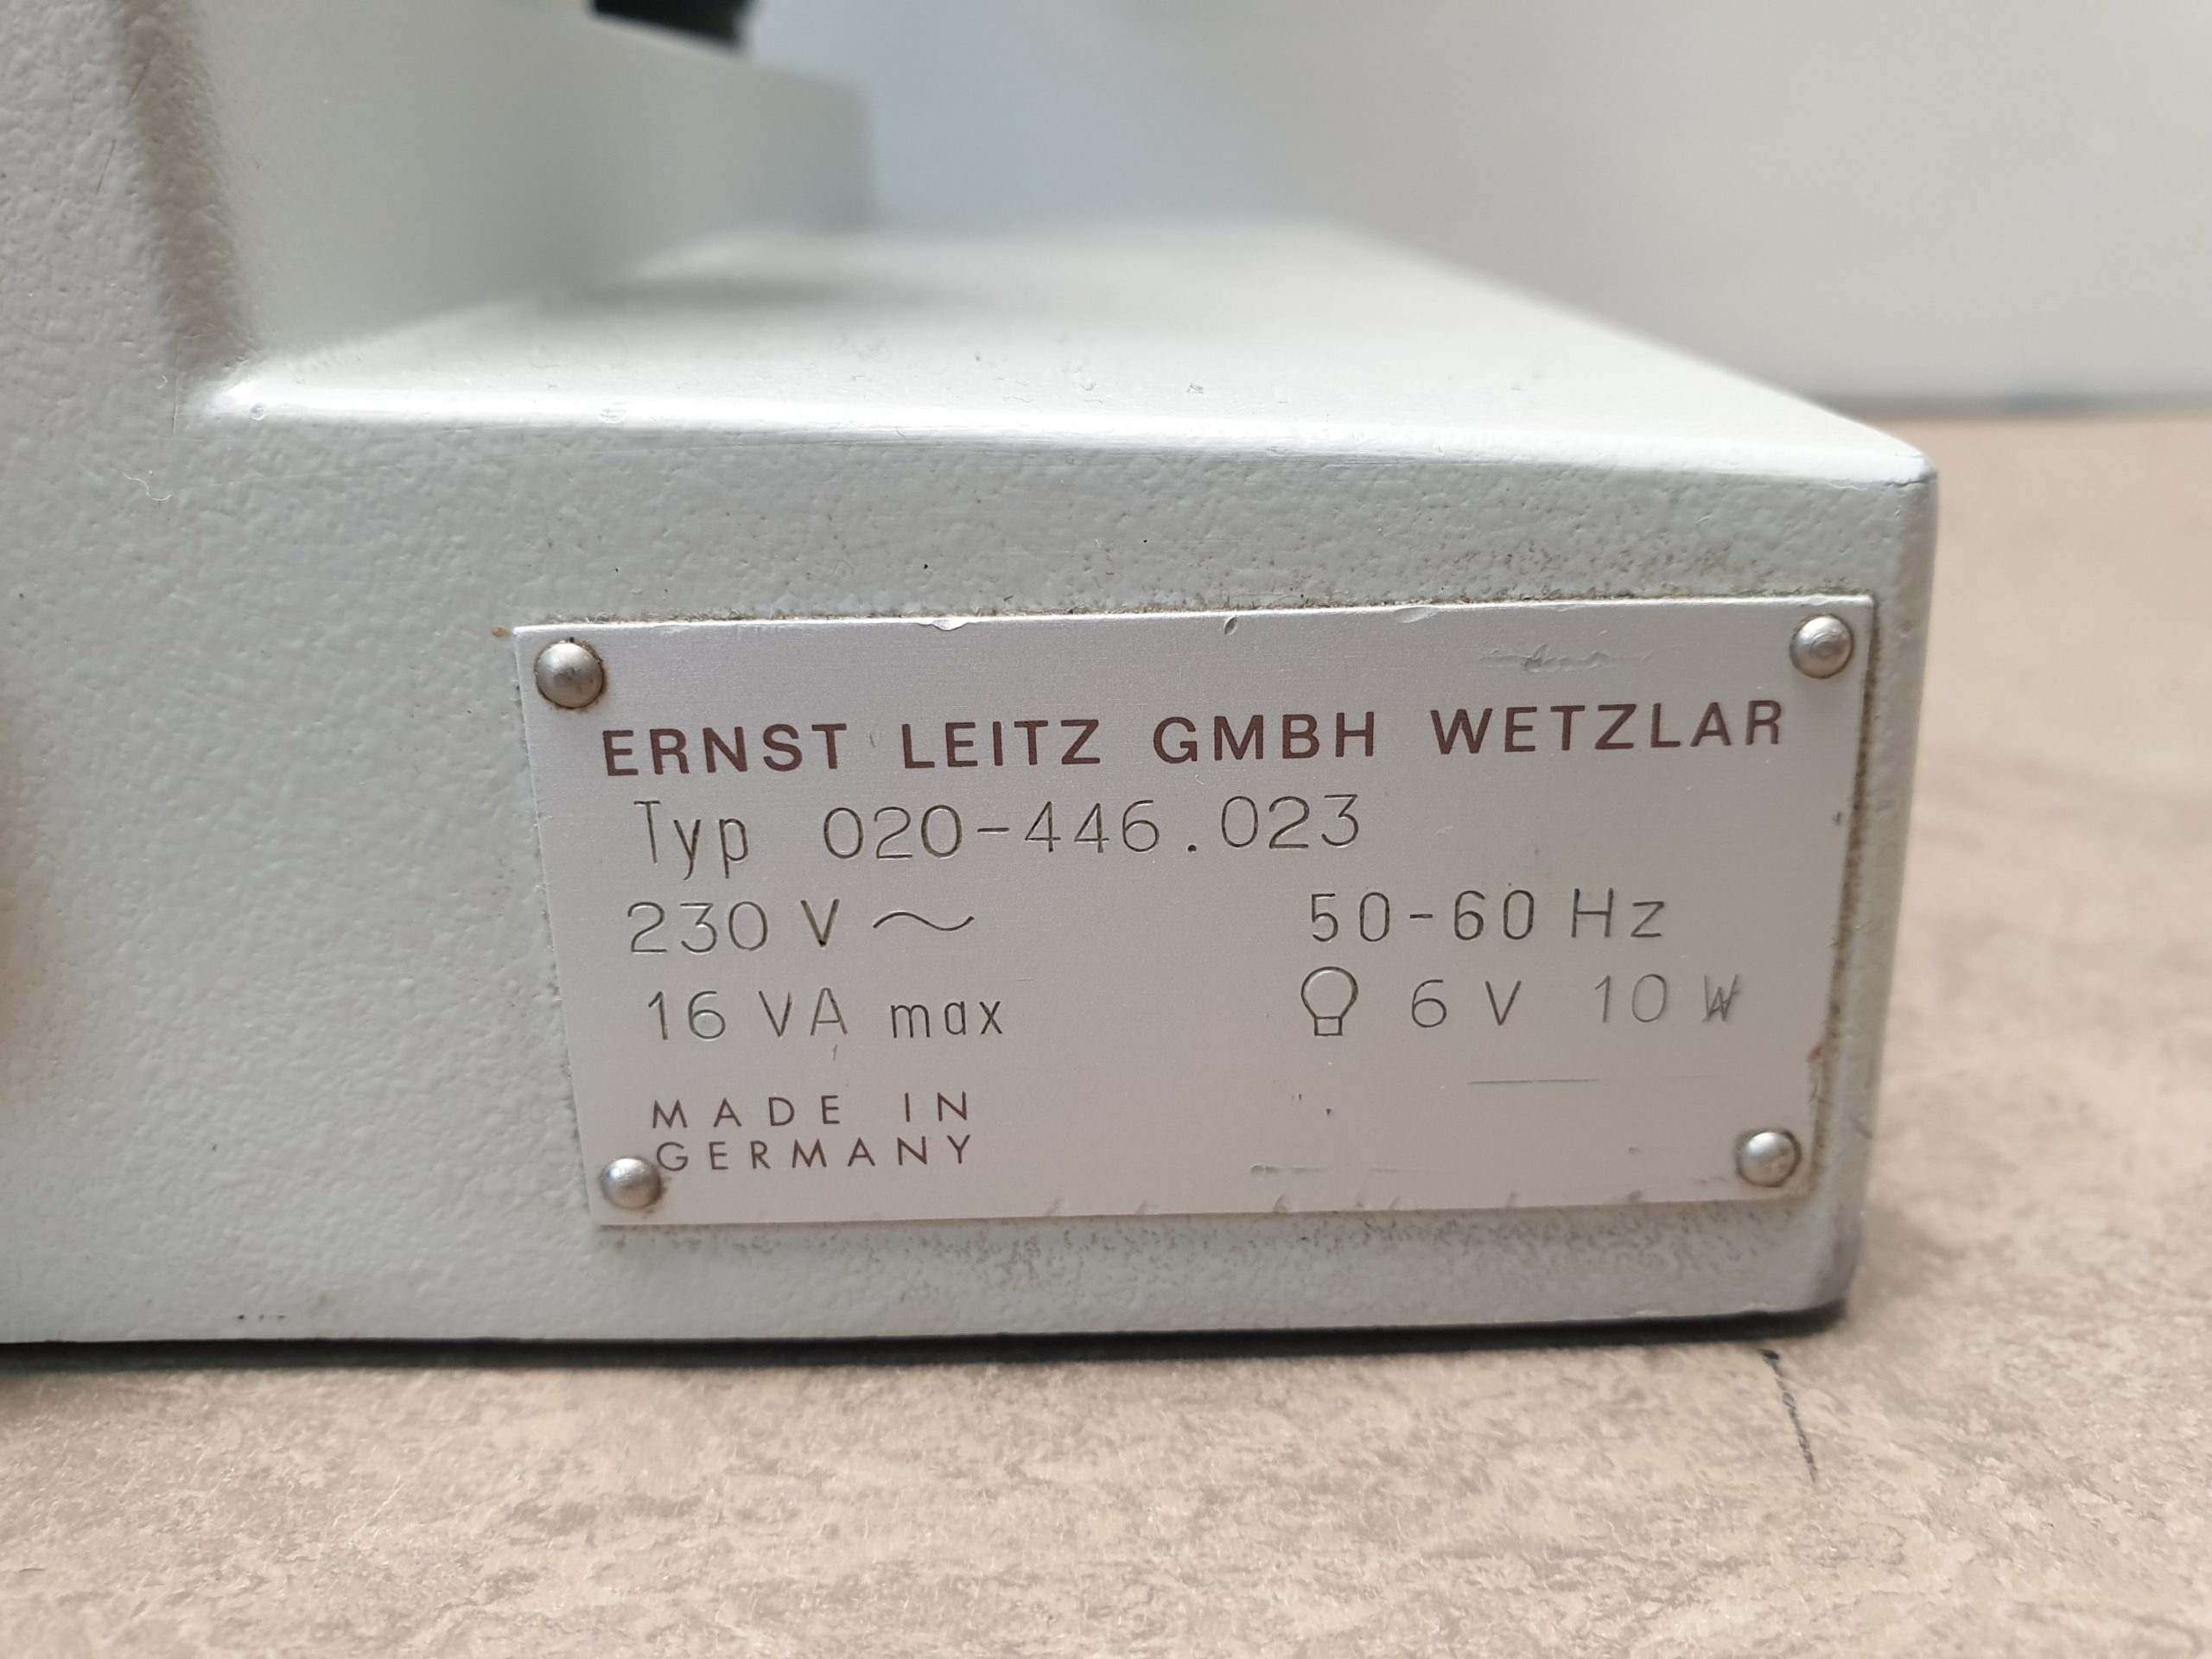 ERNST LEITZ GMBH WETZLAR
Typ 020-446.023
230 V ~ 50-60 Hz
16 VA max 6 V 10 W
MADE IN
GERMANY